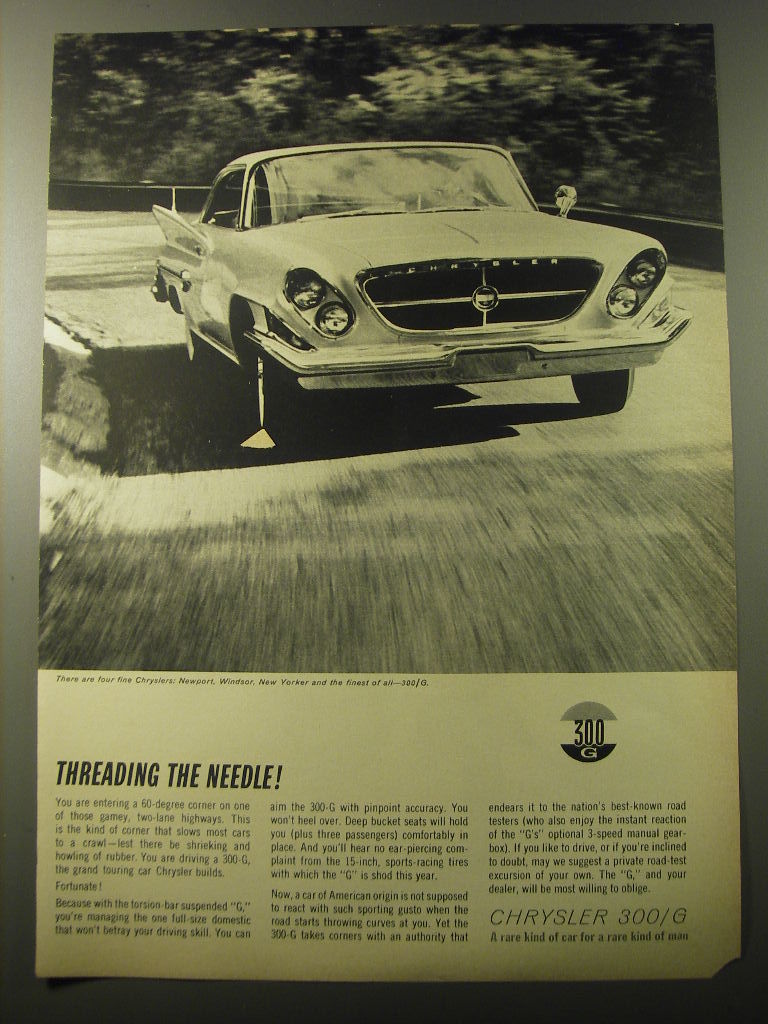 CHRYSLER
There are four fine Chryslers: Newport, Windsor, New Yorker and the finest of all—300/G.
300
G
THREADING THE NEEDLE!
You are entering a 60-degree corner on one
of those gamey, two-lane highways. This
is the kind of corner that slows most cars
to a crawl—lest there be shrieking and
howling of rubber. You are driving a 300-G,
the grand touring car Chrysler builds.
Fortunate!
Because with the torsion-bar suspended "G,"
you're managing the one full-size domestic
that won't betray your driving skill. You can
aim the 300-G with pinpoint accuracy. You
won't heel over. Deep bucket seats will hold
you (plus three passengers) comfortably in
place. And you'll hear no ear-piercing com-
plaint from the 15-inch, sports-racing tires
with which the "G" is shod this year.
Now, a car of American origin is not supposed
to react with such sporting gusto when the
road starts throwing curves at you. Yet the
300-G takes corners with an authority that
endears it to the nation's best-known road
testers (who also enjoy the instant reaction
of the "G's" optional 3-speed manual gear-
box). If you like to drive, or if you're inclined
to doubt, may we suggest a private road-test
excursion of your own. The "G," and your
dealer, will be most willing to oblige.
CHRYSLER 300/G
A rare kind of car for a rare kind of man